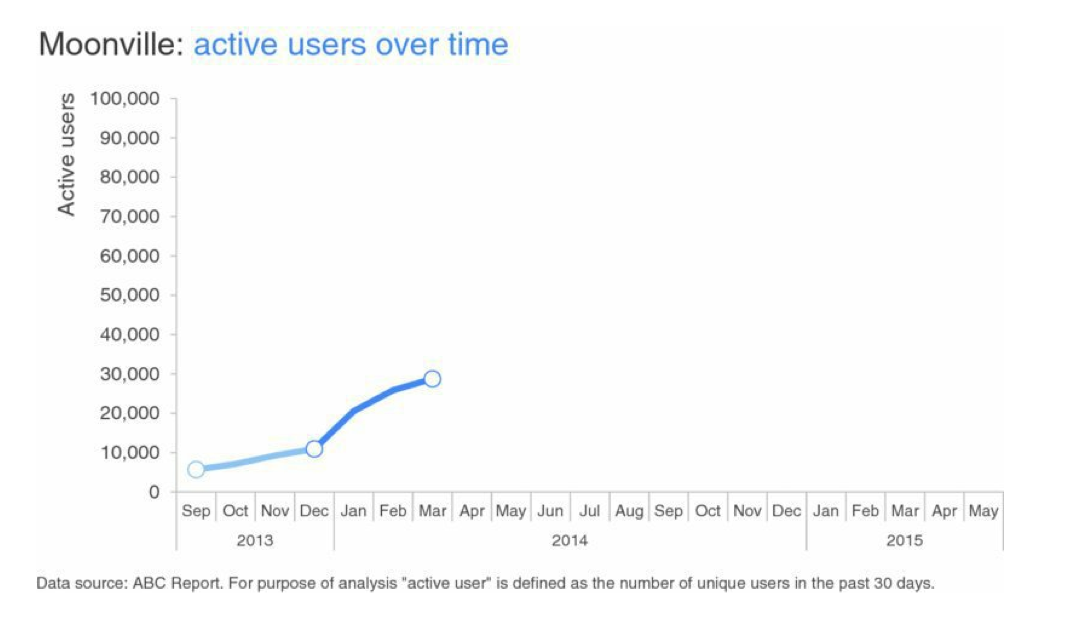 Moonville: active users over time
Active users
100,000
90,000
80,000
70,000
60,000
50,000
40,000
30,000
20,000
10,000
0
Sep Oct Nov Dec Jan Feb Mar Apr May Jun Jul Aug Sep Oct Nov Dec Jan Feb Mar Apr May
2013 2014 2015
Data source: ABC Report. For purpose of analysis "active user" is defined as the number of unique users in the past 30 days.